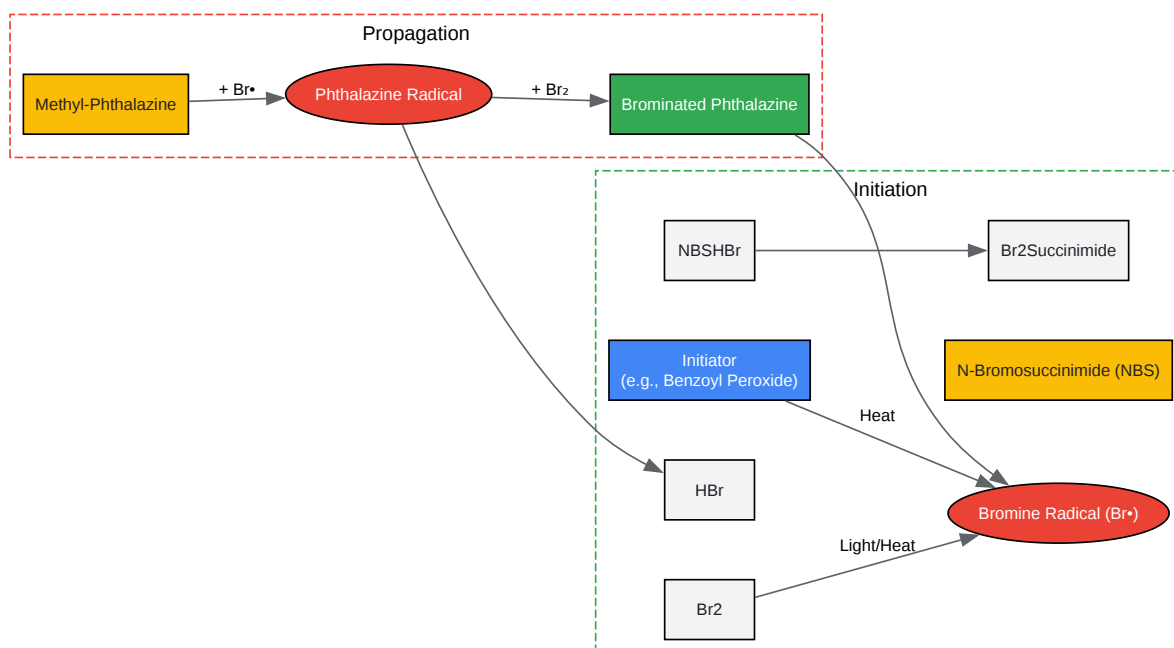 Propagation
Methyl-Phthalazine
+ Br•
Phthalazine Radical
+ Br₂
Brominated Phthalazine
Initiation
NBSHBr
Br2Succinimide
Initiator
(e.g., Benzoyl Peroxide)
N-Bromosuccinimide (NBS)
Heat
HBr
Bromine Radical (Br•)
Light/Heat
Br2